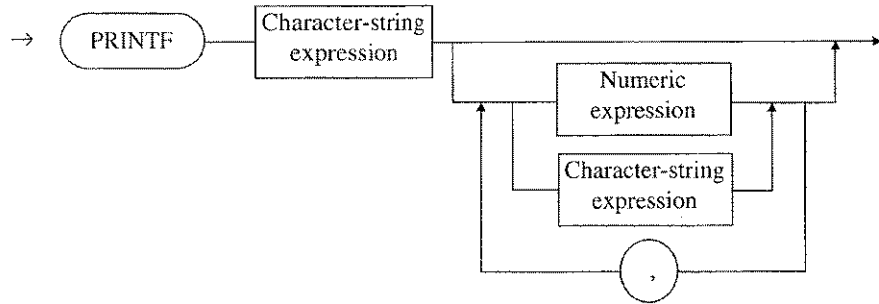 PRINTF
Character-string
expression
Numeric
expression
Character-string
expression
,